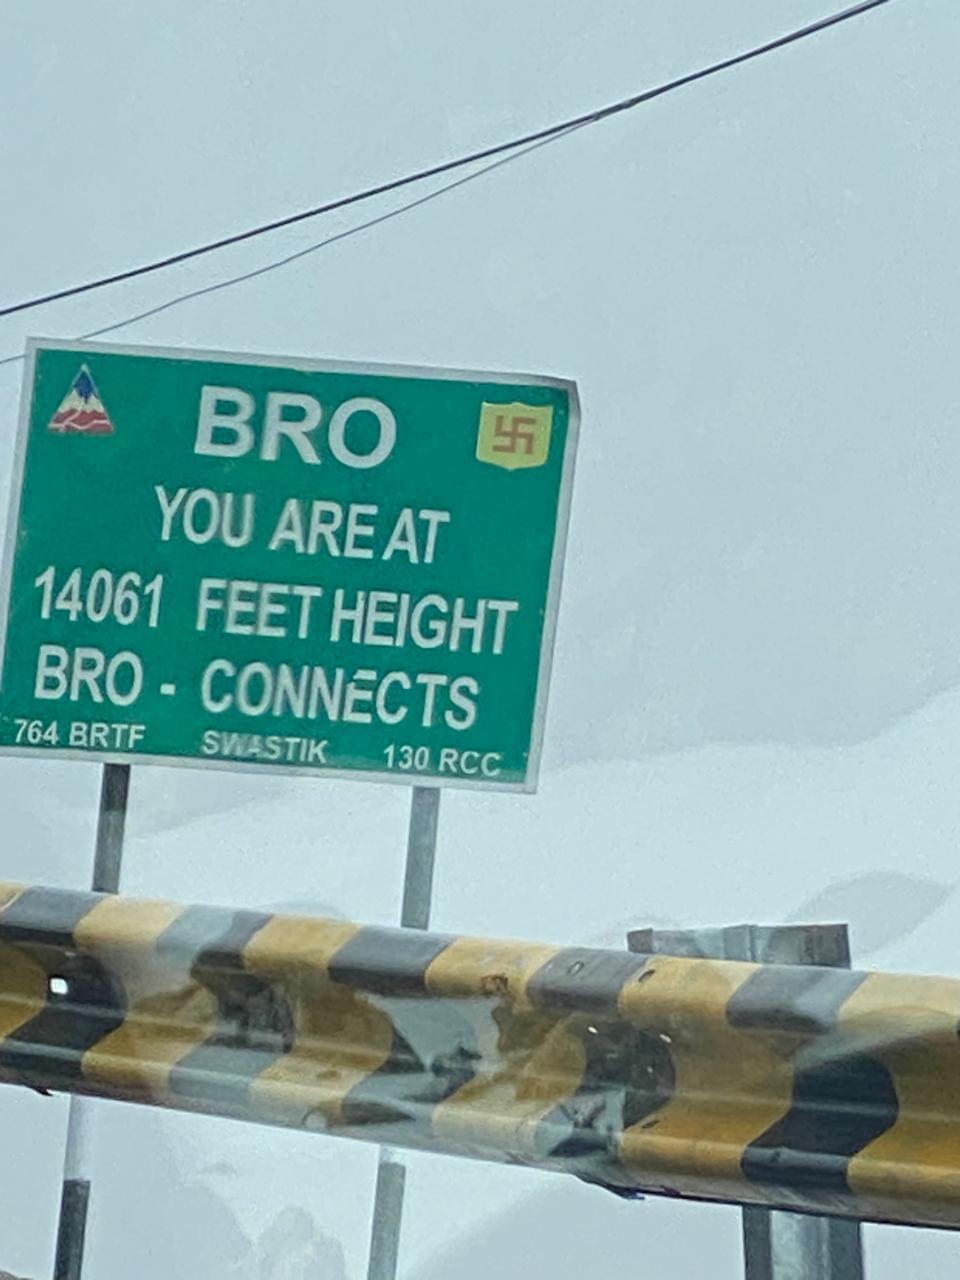 BRO
YOU ARE AT
14061 FEET HEIGHT
BRO - CONNECTS
764 BRTF SWASTIK 130 RCC